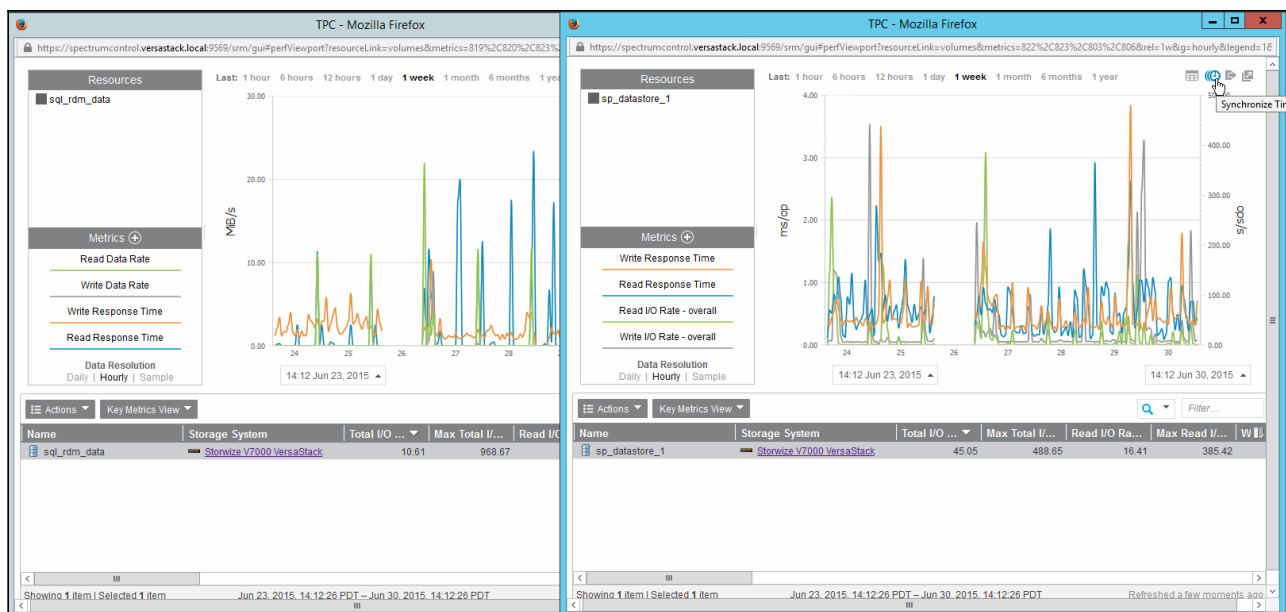 TPC - Mozilla Firefox
https://spectrumcontrol.versastack.local:9569/srm/gui#perfViewport?resourceLink=volumes&metrics=819%2C820%2C823%
Resources
sql_rdm_data
Metrics
Read Data Rate
Write Data Rate
Write Response Time
Read Response Time
Data Resolution
Daily | Hourly | Sample
Last: 1 hour 6 hours 12 hours 1 day 1 week 1 month 6 months 1 yea
30.00
20.00
10.00
0.00
MiB/s
24 25 26 27 28
14:12 Jun 23, 2015
Actions
Key Metrics View
Name Storage System Total I/O ... Max Total I/... Read I/O
sql_rdm_data Storwize V7000 VersaStack 10.61 968.67
Showing 1 item | Selected 1 item Jun 23, 2015, 14:12:26 PDT – Jun 30, 2015, 14:12:26 PDT
TPC - Mozilla Firefox
https://spectrumcontrol.versastack.local:9569/srm/gui#perfViewport?resourceLink=volumes&metrics=822%2C823%2C803%2C806&rel=1w&g=hourly&legend=1&
Resources
sp_datastore_1
Metrics
Write Response Time
Read Response Time
Read I/O Rate - overall
Write I/O Rate - overall
Data Resolution
Daily | Hourly | Sample
Last: 1 hour 6 hours 12 hours 1 day 1 week 1 month 6 months 1 year
Synchronize Tir
4.00
3.00
2.00
1.00
0.00
ms/op
400.00
300.00
200.00
100.00
0.00
ops/s
24 25 26 27 28 29 30
14:12 Jun 23, 2015
14:12 Jun 30, 2015
Actions
Key Metrics View
Filter...
Name Storage System Total I/O ... Max Total I/... Read I/O Ra... Max Read I/... W
sp_datastore_1 Storwize V7000 VersaStack 45.05 488.65 16.41 385.42
Showing 1 item | Selected 1 item Jun 23, 2015, 14:12:26 PDT – Jun 30, 2015, 14:12:26 PDT Refreshed a few moments ago